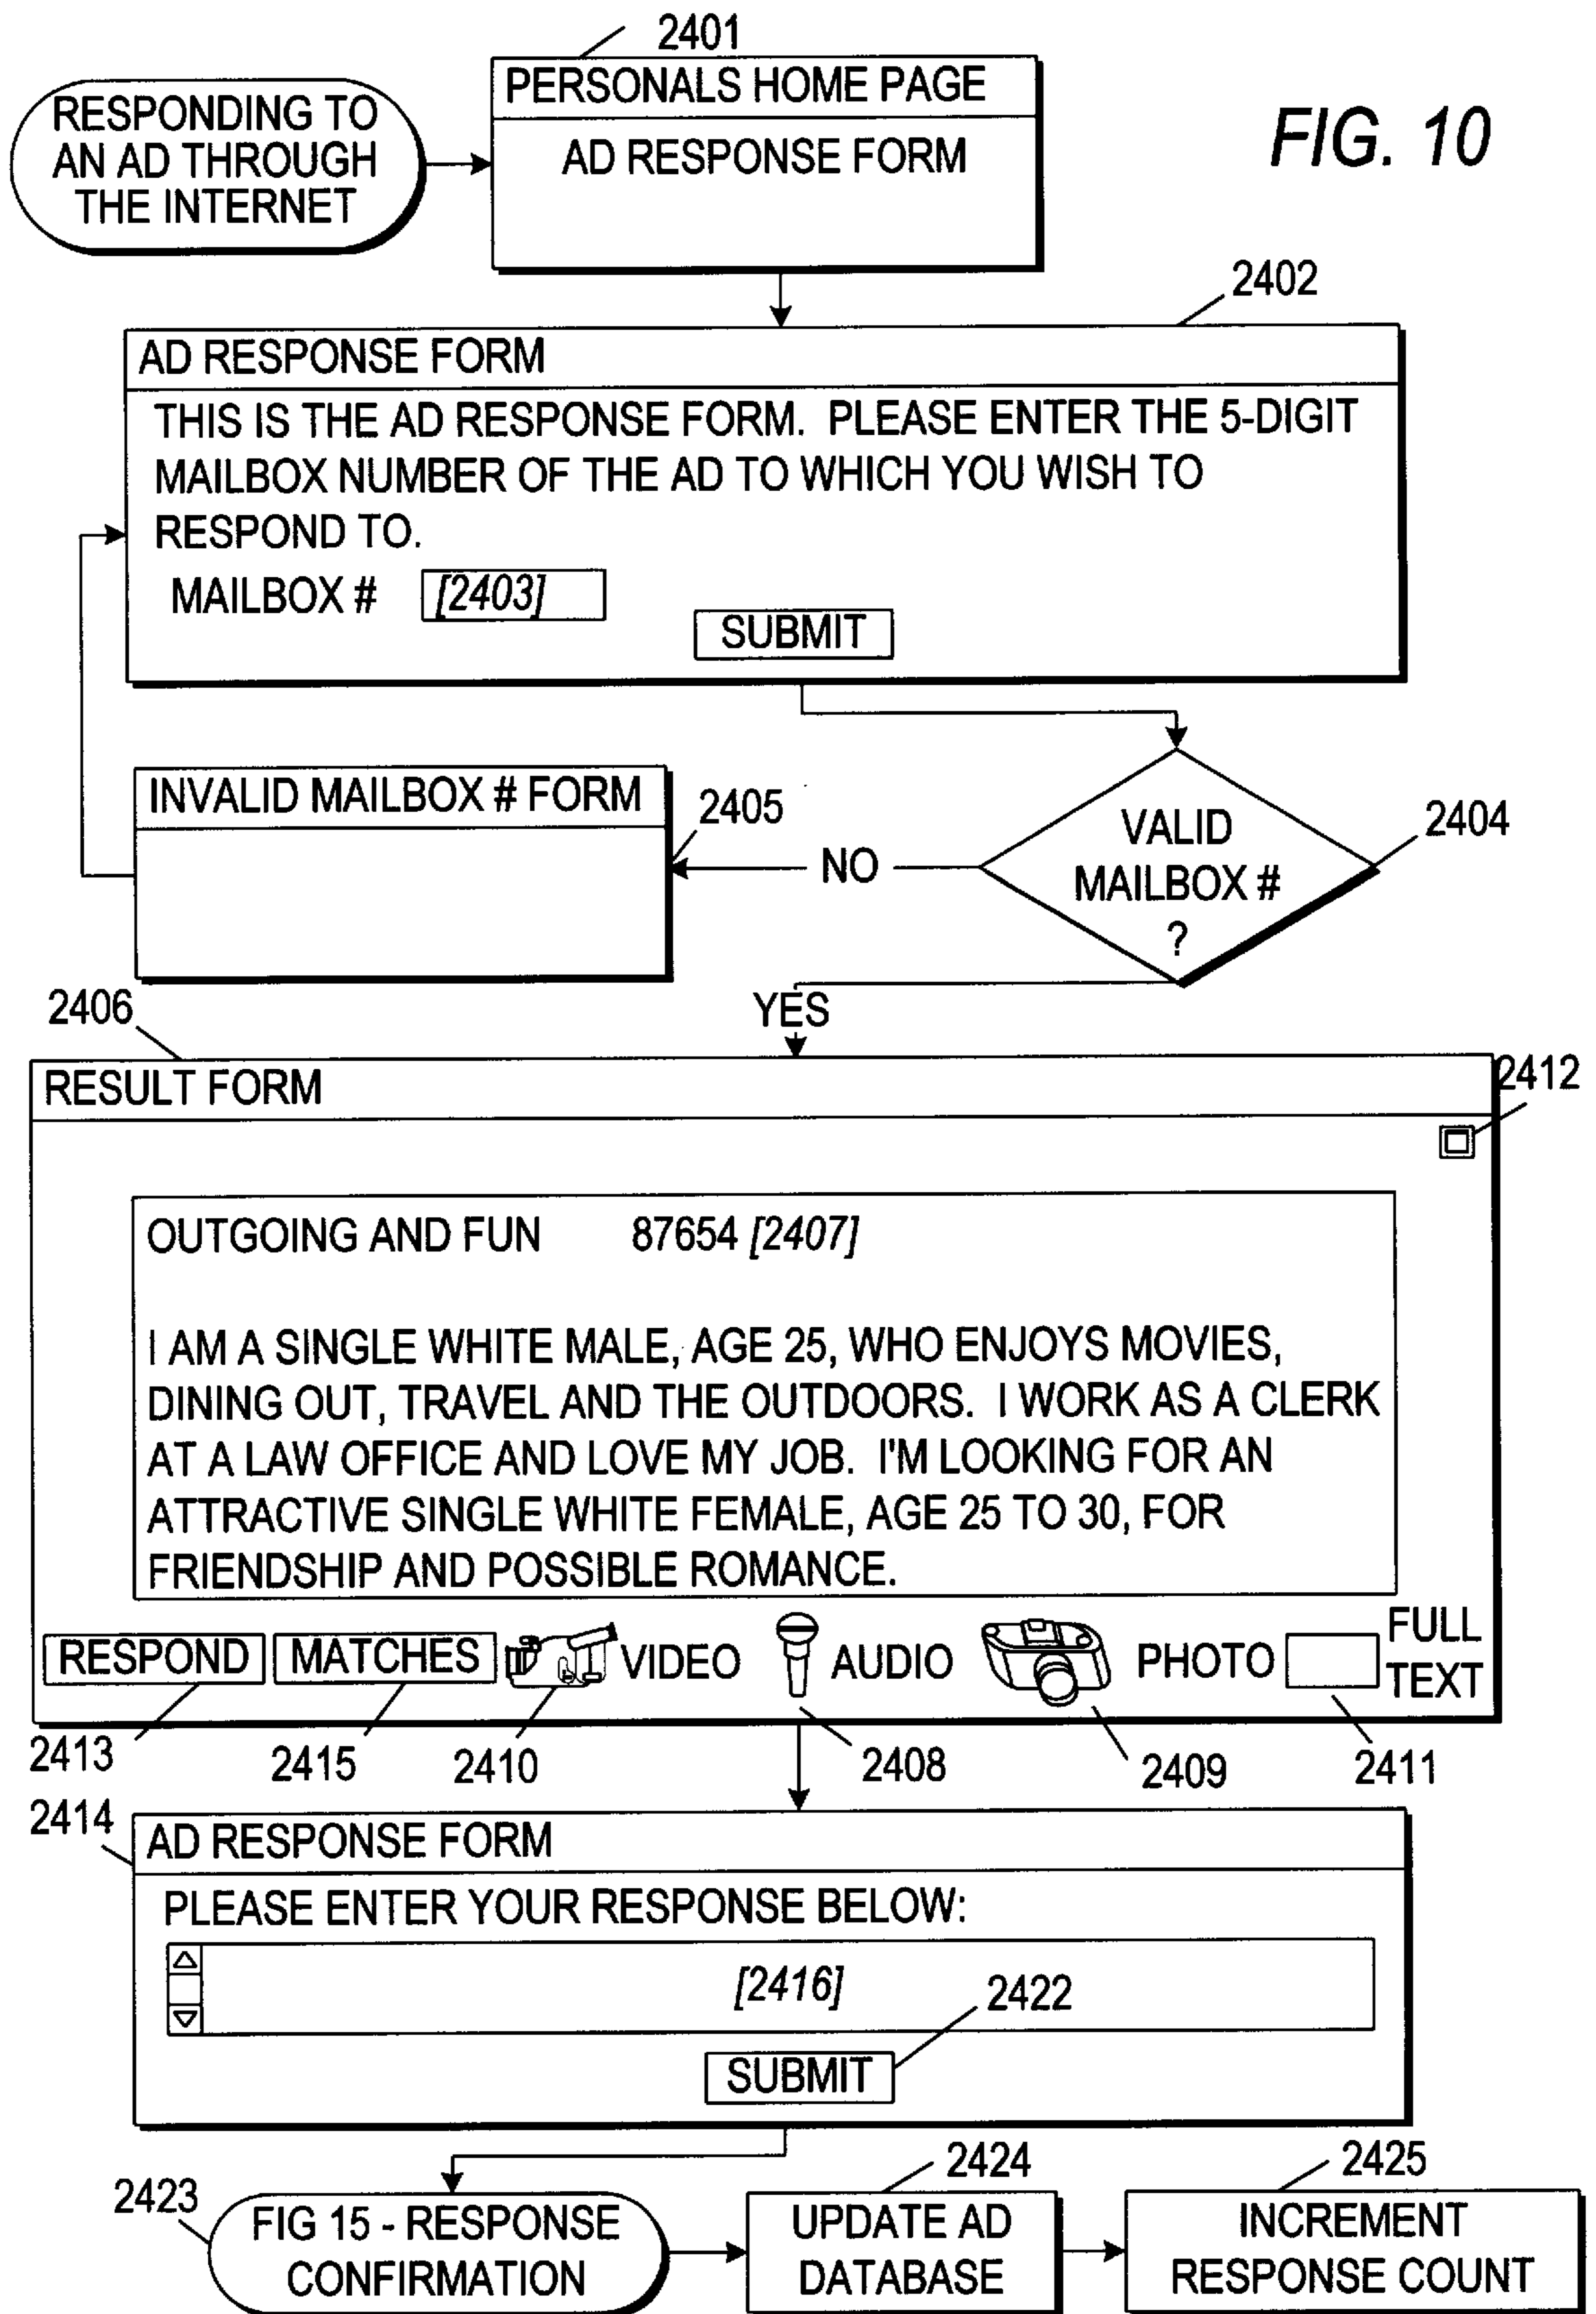 2401
PERSONALS HOME PAGE
RESPONDING TO
AN AD THROUGH
THE INTERNET
AD RESPONSE FORM
FIG. 10
2402
AD RESPONSE FORM
THIS IS THE AD RESPONSE FORM. PLEASE ENTER THE 5-DIGIT
MAILBOX NUMBER OF THE AD TO WHICH YOU WISH TO
RESPOND TO.
MAILBOX # [2403]
SUBMIT
INVALID MAILBOX # FORM
2405
NO
VALID
MAILBOX #
?
2404
YES
2406
RESULT FORM
2412
OUTGOING AND FUN 87654 [2407]
I AM A SINGLE WHITE MALE, AGE 25, WHO ENJOYS MOVIES,
DINING OUT, TRAVEL AND THE OUTDOORS. I WORK AS A CLERK
AT A LAW OFFICE AND LOVE MY JOB. I'M LOOKING FOR AN
ATTRACTIVE SINGLE WHITE FEMALE, AGE 25 TO 30, FOR
FRIENDSHIP AND POSSIBLE ROMANCE.
RESPOND MATCHES VIDEO AUDIO PHOTO FULL
TEXT
2413 2415 2410 2408 2409 2411
2414
AD RESPONSE FORM
PLEASE ENTER YOUR RESPONSE BELOW:
[2416]
2422
SUBMIT
2423
FIG 15 - RESPONSE
CONFIRMATION
2424
UPDATE AD
DATABASE
2425
INCREMENT
RESPONSE COUNT